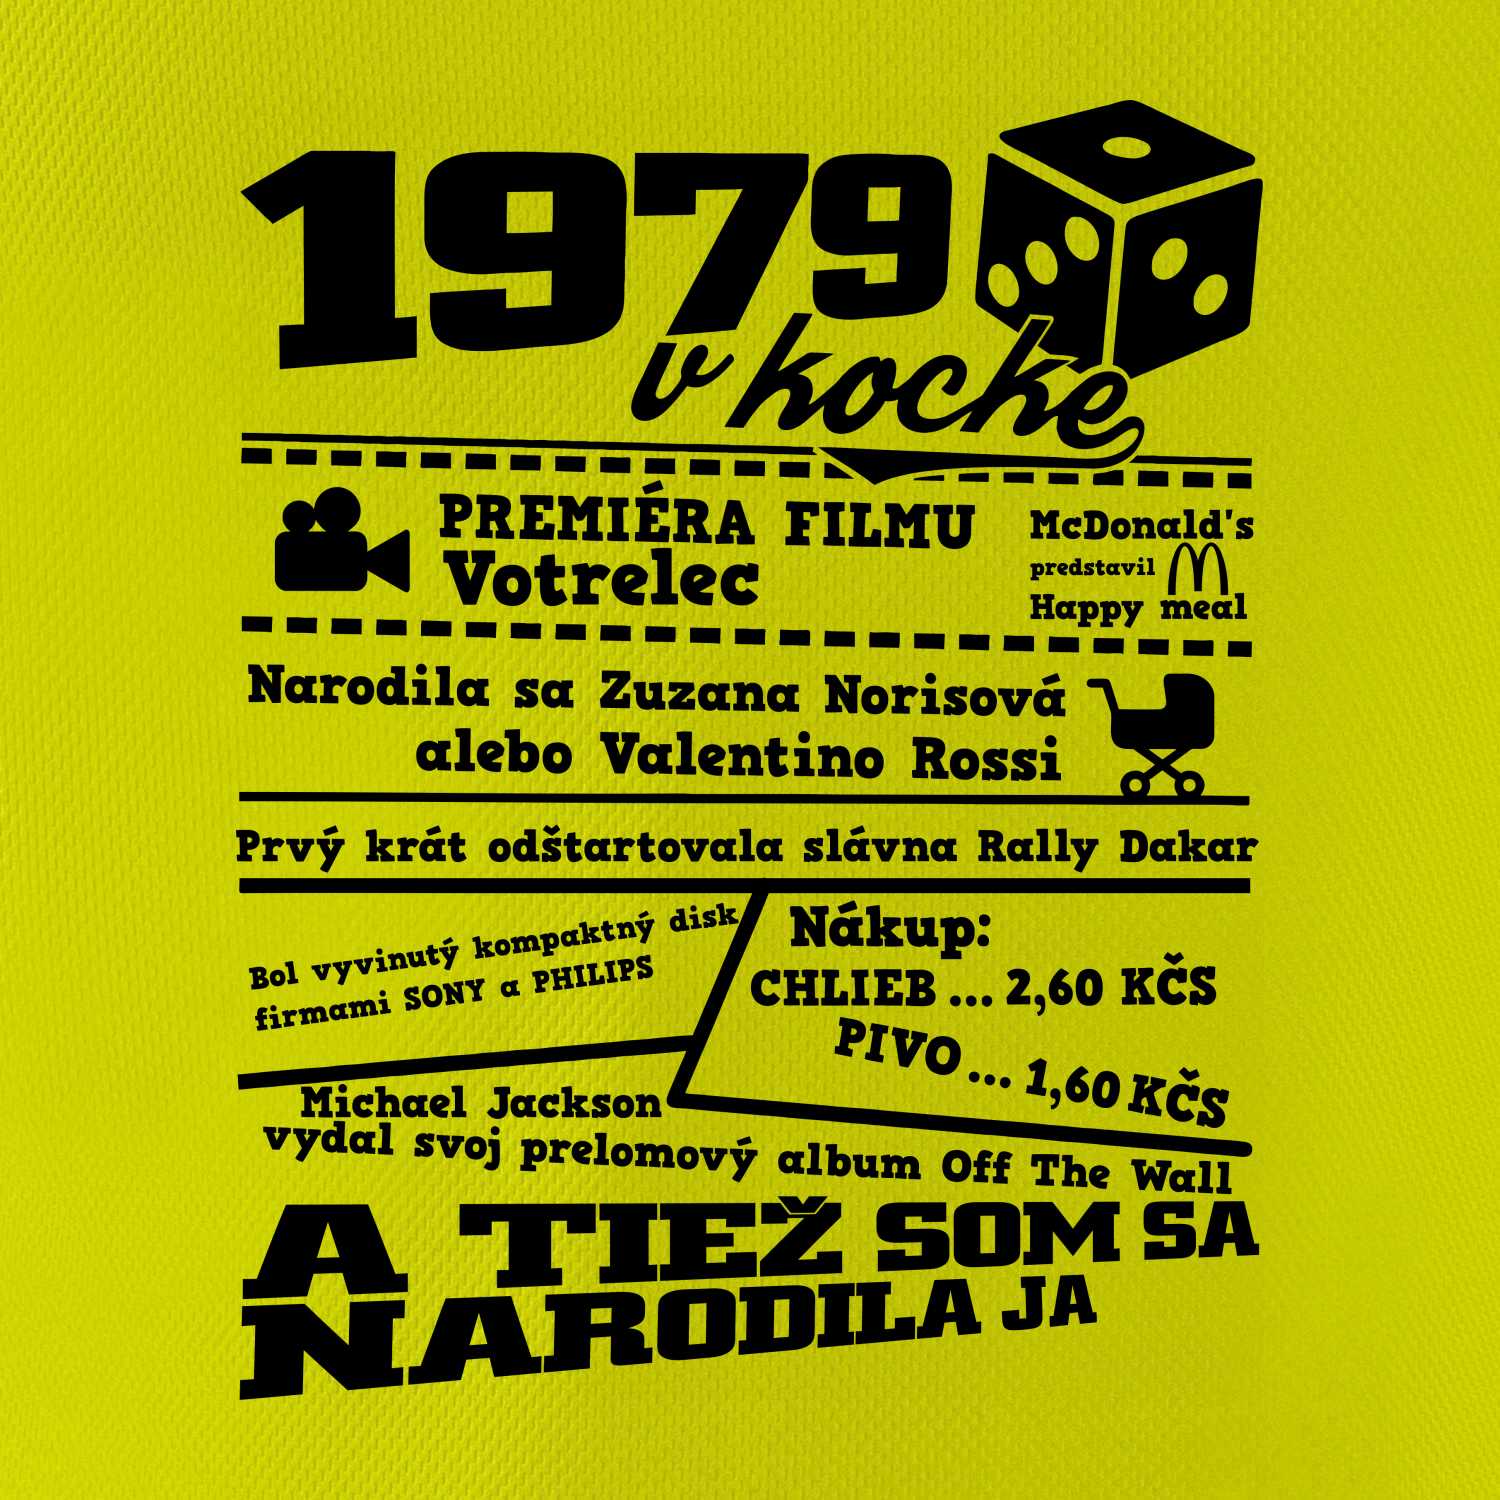 1979
v kocke
PREMIÉRA FILMU
Votrelec
McDonald's
predstavil
Happy meal
Narodila sa Zuzana Norisová
alebo Valentino Rossi
Prvý krát odštartovala slávna Rally Dakar
Bol vyvinutý kompaktný disk
firmami SONY a PHILIPS
Nákup:
CHLIEB ... 2,60 KČS
PIVO ... 1,60 KČS
Michael Jackson
vydal svoj prelomový album Off The Wall
A TIEŽ SOM SA
NARODILA JA